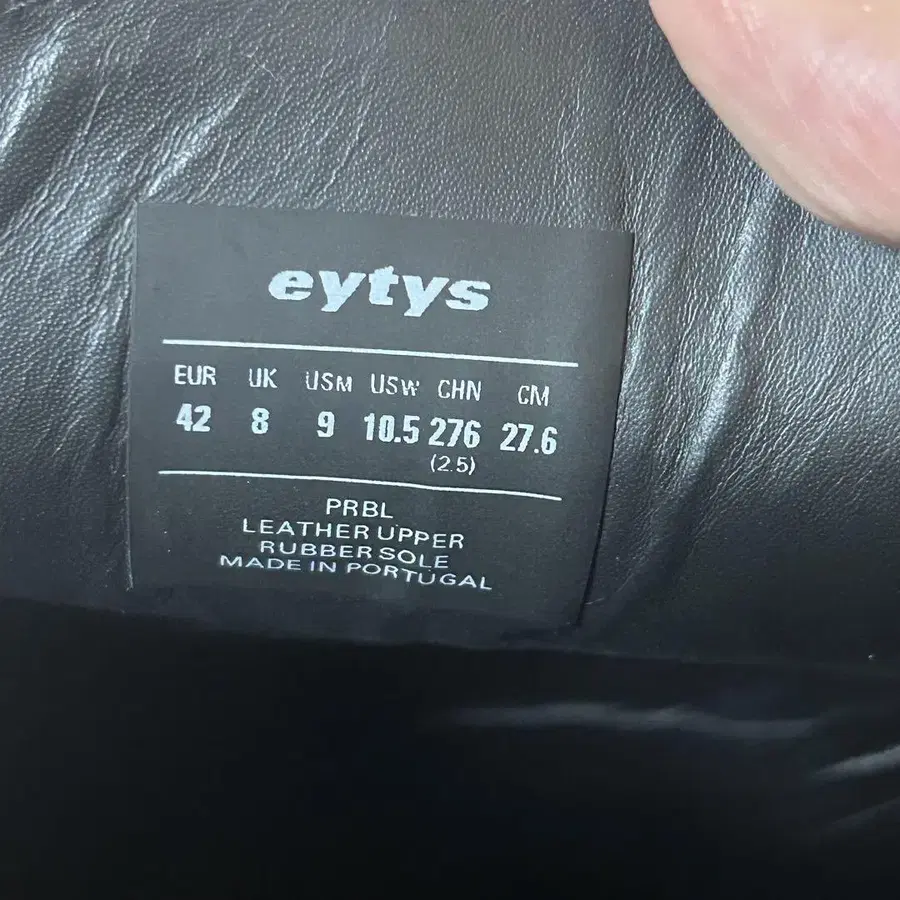 eytys
EUR UK USM USW CHN CM
42 8 9 10.5 276 27.6
(2.5)
PRBL
LEATHER UPPER
RUBBER SOLE
MADE IN PORTUGAL